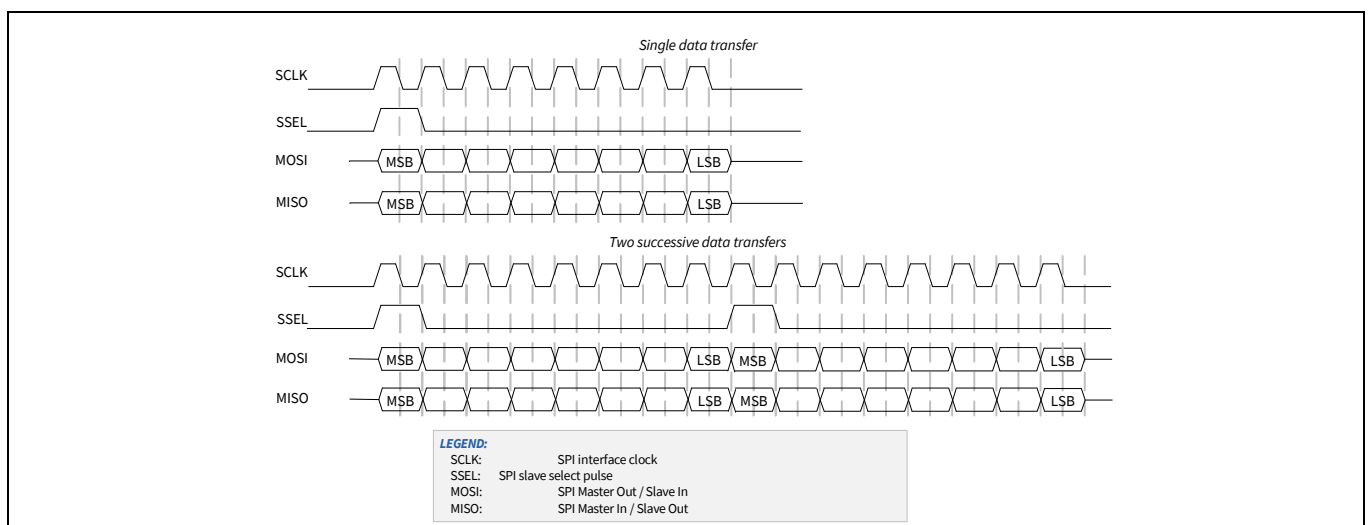 Single data transfer
SCLK
SSEL
MOSI MSB LSB
MISO MSB LSB
Two successive data transfers
SCLK
SSEL
MOSI MSB LSB MSB LSB
MISO MSB LSB MSB LSB
LEGEND:
SCLK: SPI interface clock
SSEL: SPI slave select pulse
MOSI: SPI Master Out / Slave In
MISO: SPI Master In / Slave Out